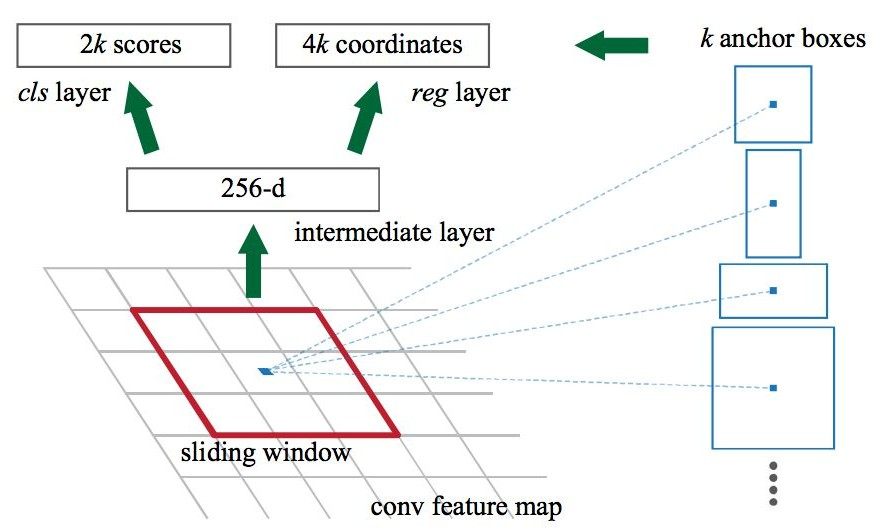 2k scores
4k coordinates
k anchor boxes
cls layer
reg layer
256-d
intermediate layer
sliding window
conv feature map